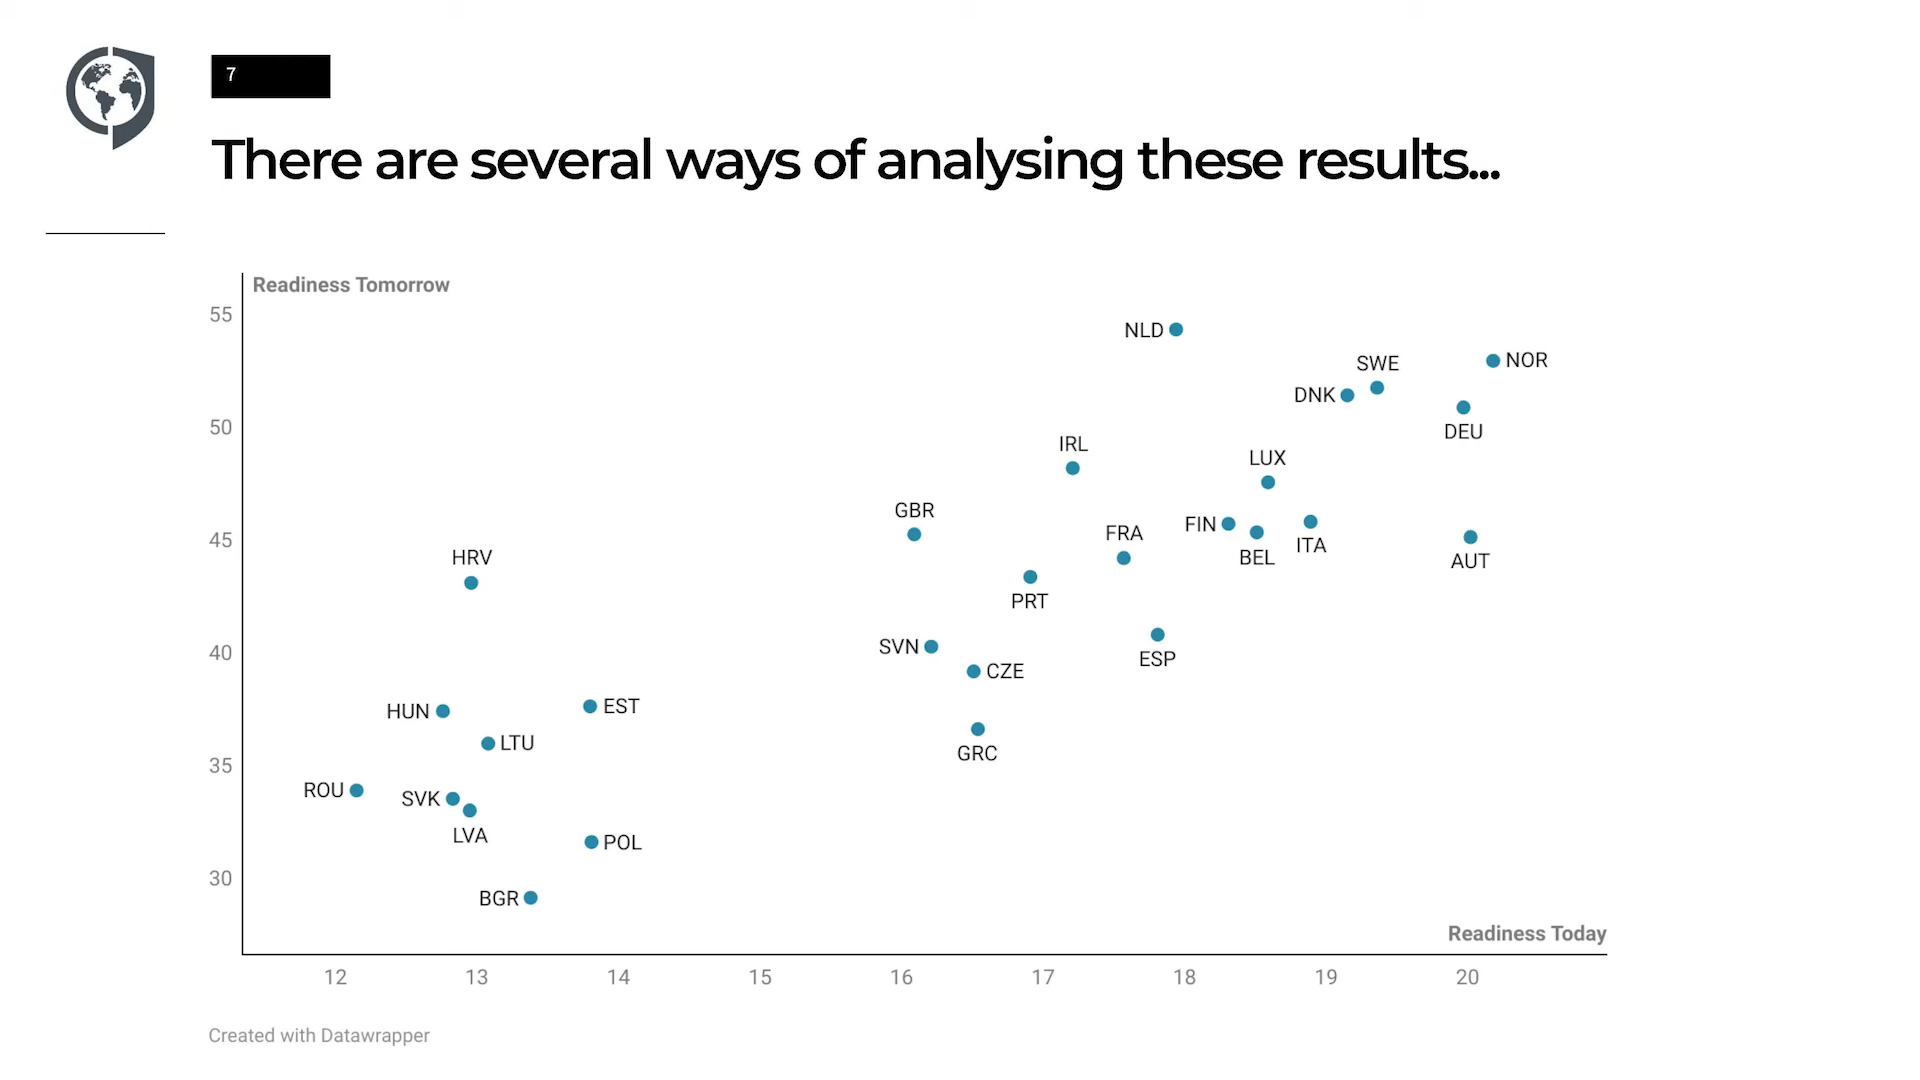 7
There are several ways of analysing these results...
Readiness Tomorrow
55
NLD
NOR
SWE
DNK
50
DEU
IRL
LUX
GBR
FIN
FRA
45
ITA
HRV
BEL
AUT
PRT
SVN
40
ESP
CZE
EST
HUN
LTU
GRC
35
ROU
SVK
LVA
POL
30
BGR
Readiness Today
12 13 14 15 16 17 18 19 20
Created with Datawrapper